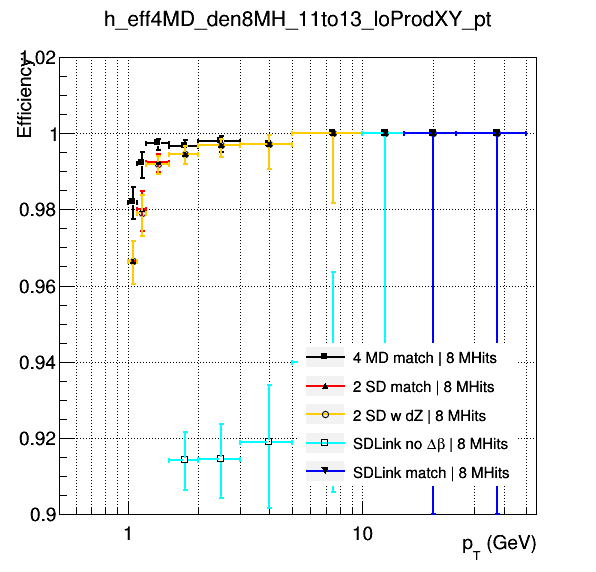 h_eff4MD_den8MH_11to13_loProdXY_pt
Efficiency
1.02
1
0.98
0.96
0.94
0.92
0.9
4 MD match | 8 MHits
2 SD match | 8 MHits
2 SD w dZ | 8 MHits
SDLink no Δβ | 8 MHits
SDLink match | 8 MHits
1
10
p_T (GeV)